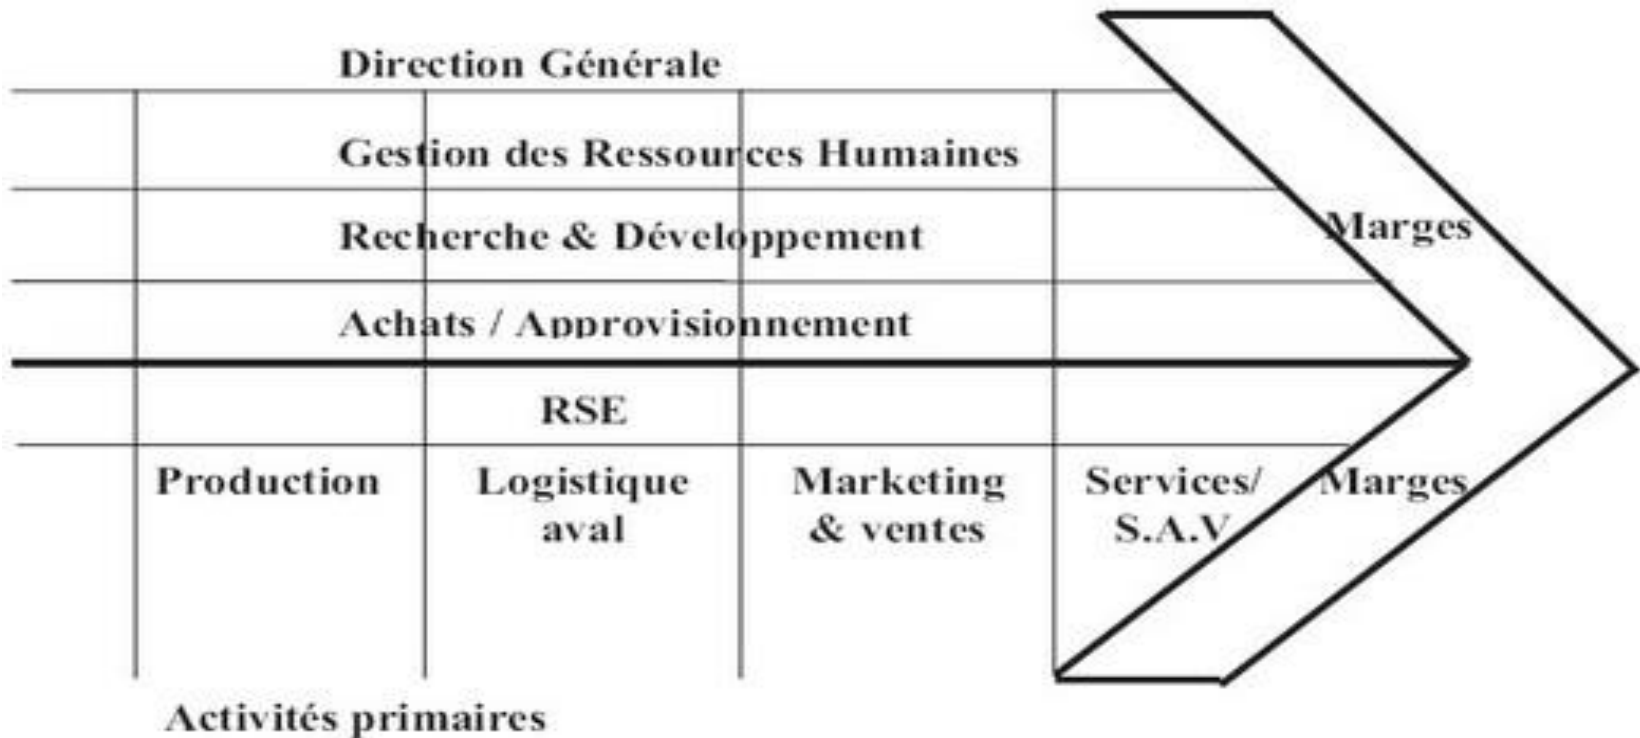 Direction Générale
Gestion des Ressources Humaines
Recherche & Développement
Marges
Achats / Approvisionnement
RSE
Production
Logistique
aval
Marketing
& ventes
Services/
S.A.V
Marges
Activités primaires